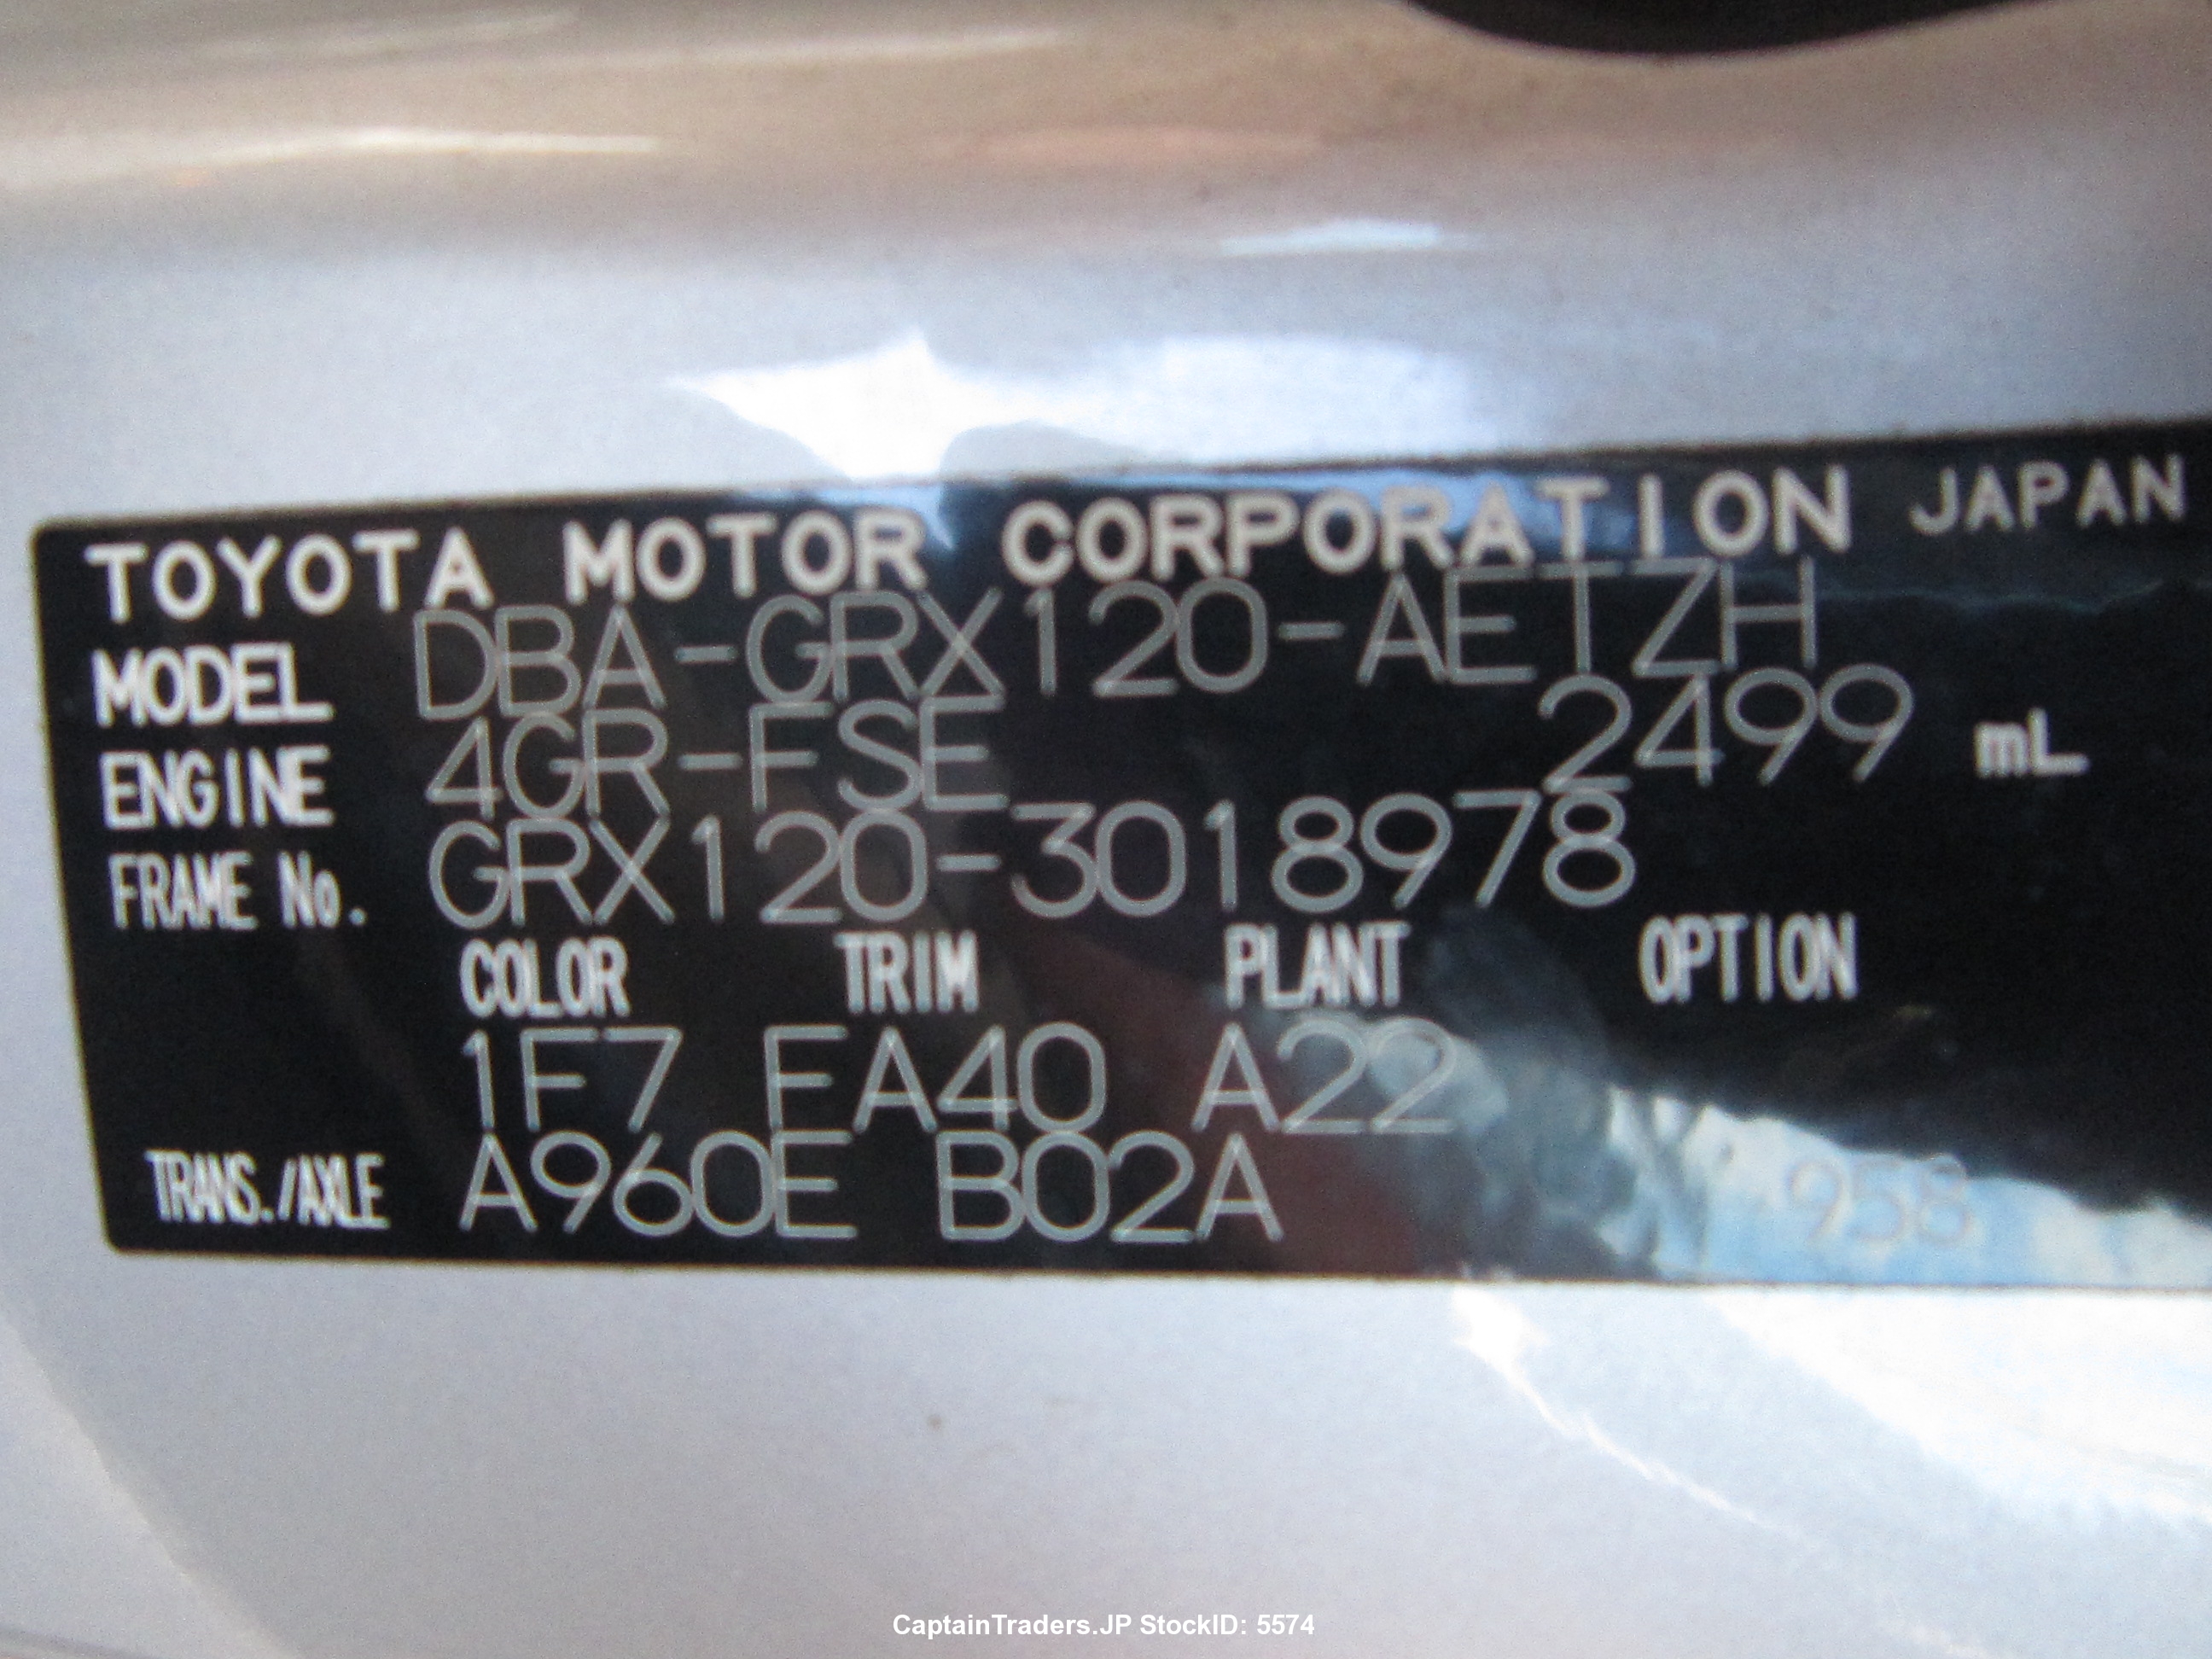 TOYOTA MOTOR CORPORATION JAPAN
MODEL DBA-GRX120-AETZH
ENGINE 4GR-FSE 2499 mL
FRAME No. GRX120-3018978
COLOR TRIM PLANT OPTION
1F7 FA40 A22
TRANS./AXLE A960E B02A 958
CaptainTraders.JP StockID: 5574